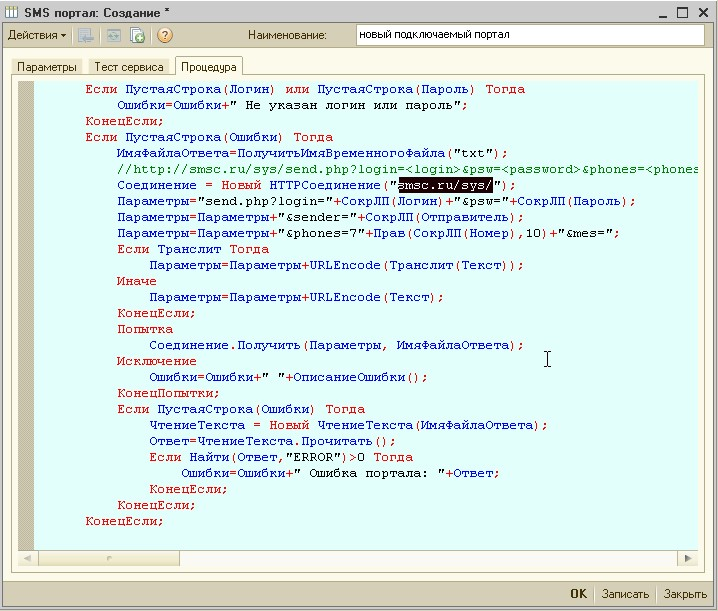 SMS портал: Создание *
Действия Наименование: новый подключаемый портал
Параметры Тест сервиса Процедура
Если ПустаяСтрока(Логин) или ПустаяСтрока(Пароль) Тогда
Ошибки=Ошибки+" Не указан логин или пароль";
КонецЕсли;
Если ПустаяСтрока(Ошибки) Тогда
ИмяФайлаОтвета=ПолучитьИмяВременногоФайла("txt");
//http://smsc.ru/sys/send.php?login=<login>&psw=<password>&phones=<phones
Соединение = Новый HTTPСоединение("smsc.ru/sys/");
Параметры="send.php?login="+СокрЛП(Логин)+"&psw="+СокрЛП(Пароль);
Параметры=Параметры+"&sender="+СокрЛП(Отправитель);
Параметры=Параметры+"&phones=7"+Прав(СокрЛП(Номер),10)+"&mes=";
Если Транслит Тогда
Параметры=Параметры+URLEncode(Транслит(Текст));
Иначе
Параметры=Параметры+URLEncode(Текст);
КонецЕсли;
Попытка
Соединение.Получить(Параметры, ИмяФайлаОтвета);
Исключение
Ошибки=Ошибки+" "+ОписаниеОшибки();
КонецПопытки;
Если ПустаяСтрока(Ошибки) Тогда
ЧтениеТекста = Новый ЧтениеТекста(ИмяФайлаОтвета);
Ответ=ЧтениеТекста.Прочитать();
Если Найти(Ответ,"ERROR")>0 Тогда
Ошибки=Ошибки+" Ошибка портала: "+Ответ;
КонецЕсли;
КонецЕсли;
КонецЕсли;
OK Записать Закрыть